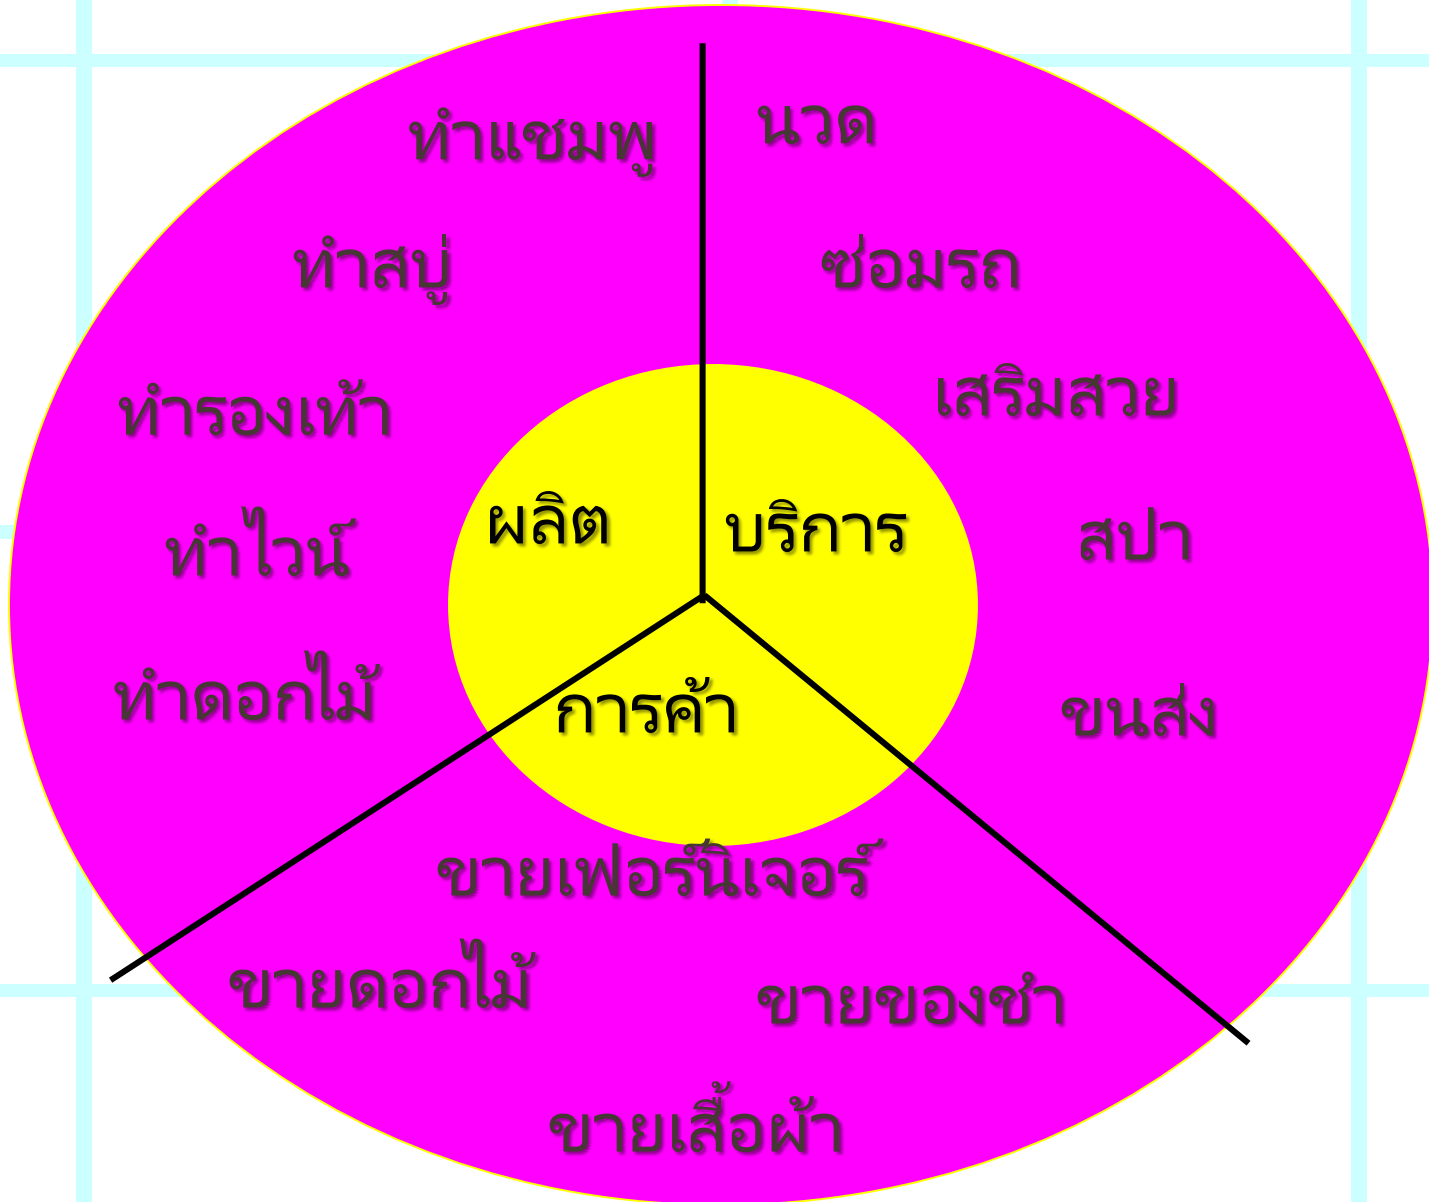 ทำแชมพู
นวด
ทำสบู่
ซ่อมรถ
ทำรองเท้า
เสริมสวย
ผลิต
บริการ
ทำไวน์
สปา
ทำดอกไม้
การค้า
ขนส่ง
ขายเฟอร์นิเจอร์
ขายดอกไม้
ขายของชำ
ขายเสื้อผ้า